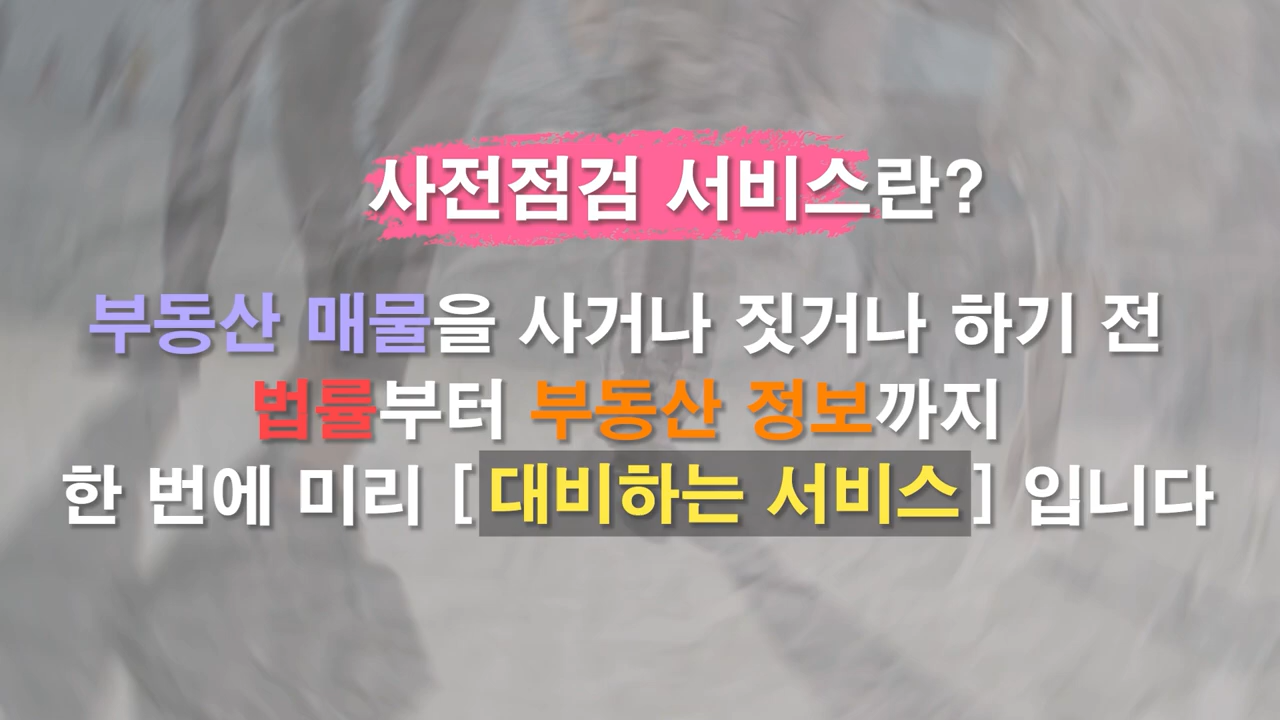 사전점검 서비스란?
부동산 매물을 사거나 짓거나 하기 전
법률부터 부동산 정보까지
한 번에 미리 [대비하는 서비스] 입니다